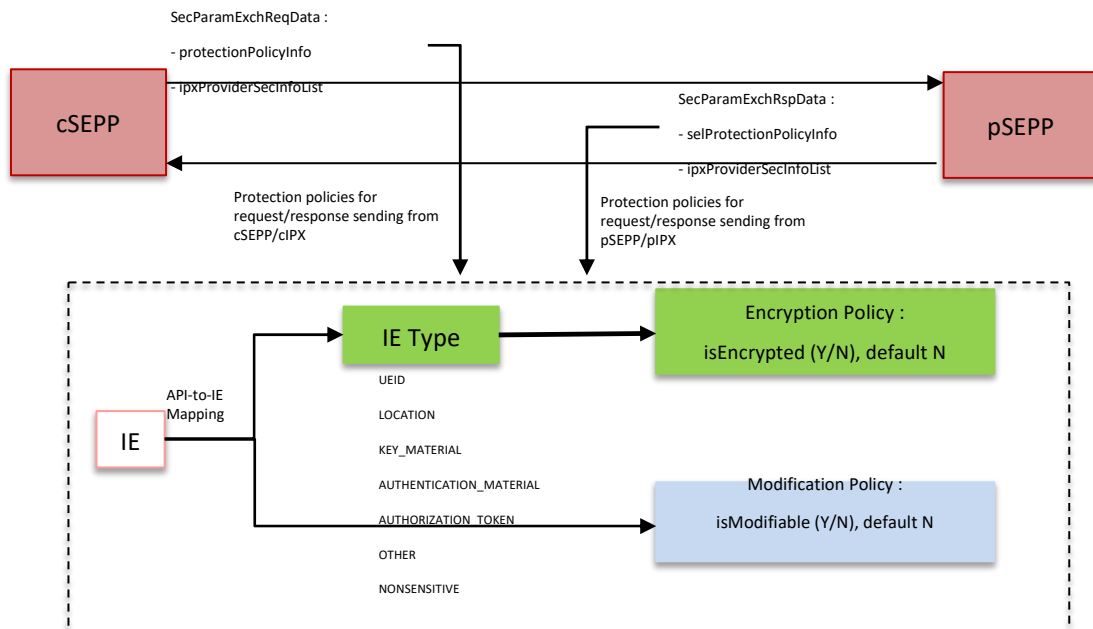 SecParamExchReqData :
- protectionPolicyInfo
- ipxProviderSecInfoList
cSEPP
SecParamExchRspData :
- selProtectionPolicyInfo
- ipxProviderSecInfoList
pSEPP
Protection policies for
request/response sending from
cSEPP/cIPX
Protection policies for
request/response sending from
pSEPP/pIPX
IE Type
Encryption Policy :
isEncrypted (Y/N), default N
API-to-IE
Mapping
IE
UEID
LOCATION
KEY_MATERIAL
AUTHENTICATION_MATERIAL
AUTHORIZATION_TOKEN
OTHER
NONSENSITIVE
Modification Policy :
isModifiable (Y/N), default N